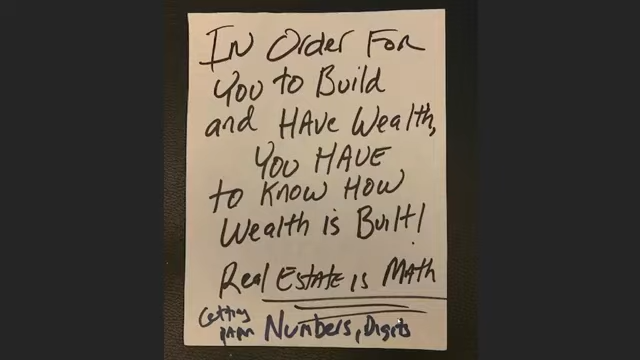 In Order For
You to Build
and HAve Wealth,
You HAVE
to Know How
Wealth is Built!
Real EstAtE is MAth
Numbers, Digits